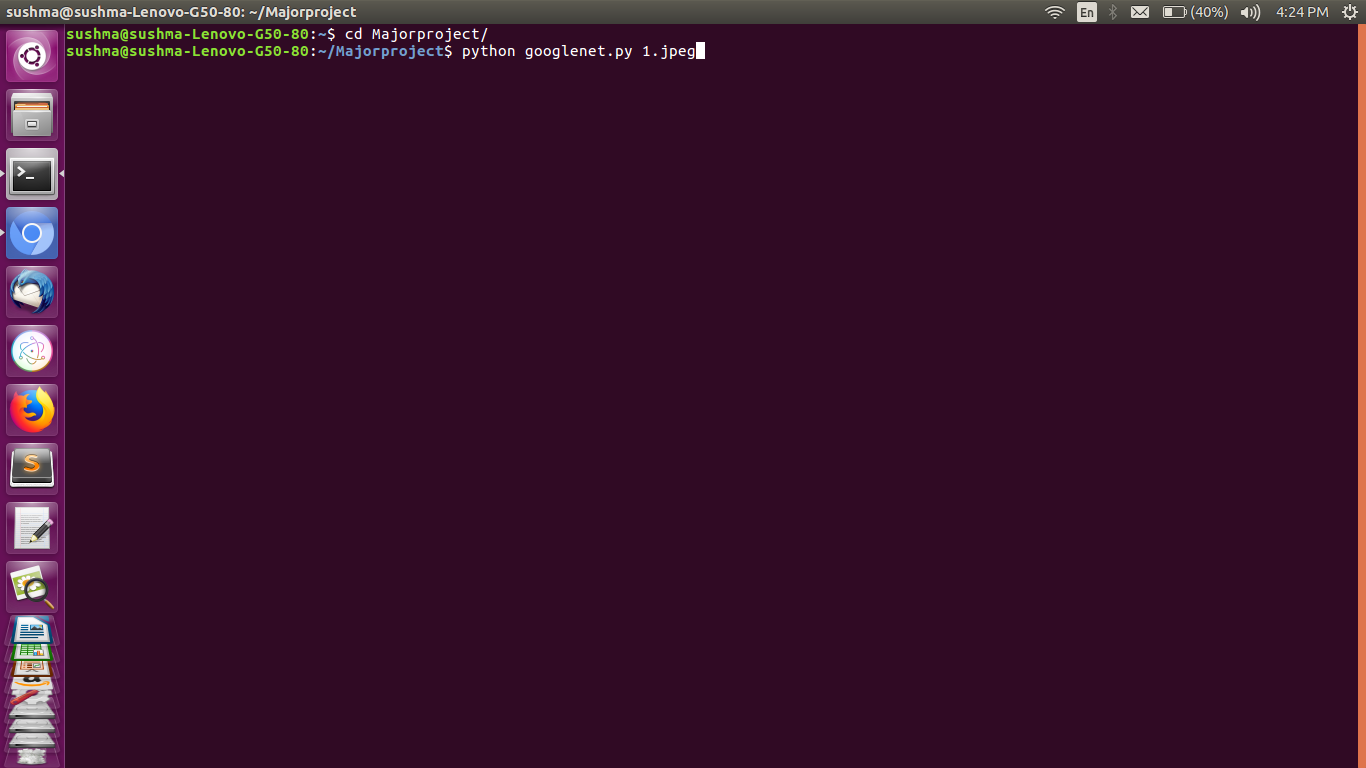 sushma@sushma-Lenovo-G50-80: ~/Majorproject
En
(40%)
4:24 PM
sushma@sushma-Lenovo-G50-80:~$ cd Majorproject/
sushma@sushma-Lenovo-G50-80:~/Majorproject$ python googlenet.py 1.jpeg